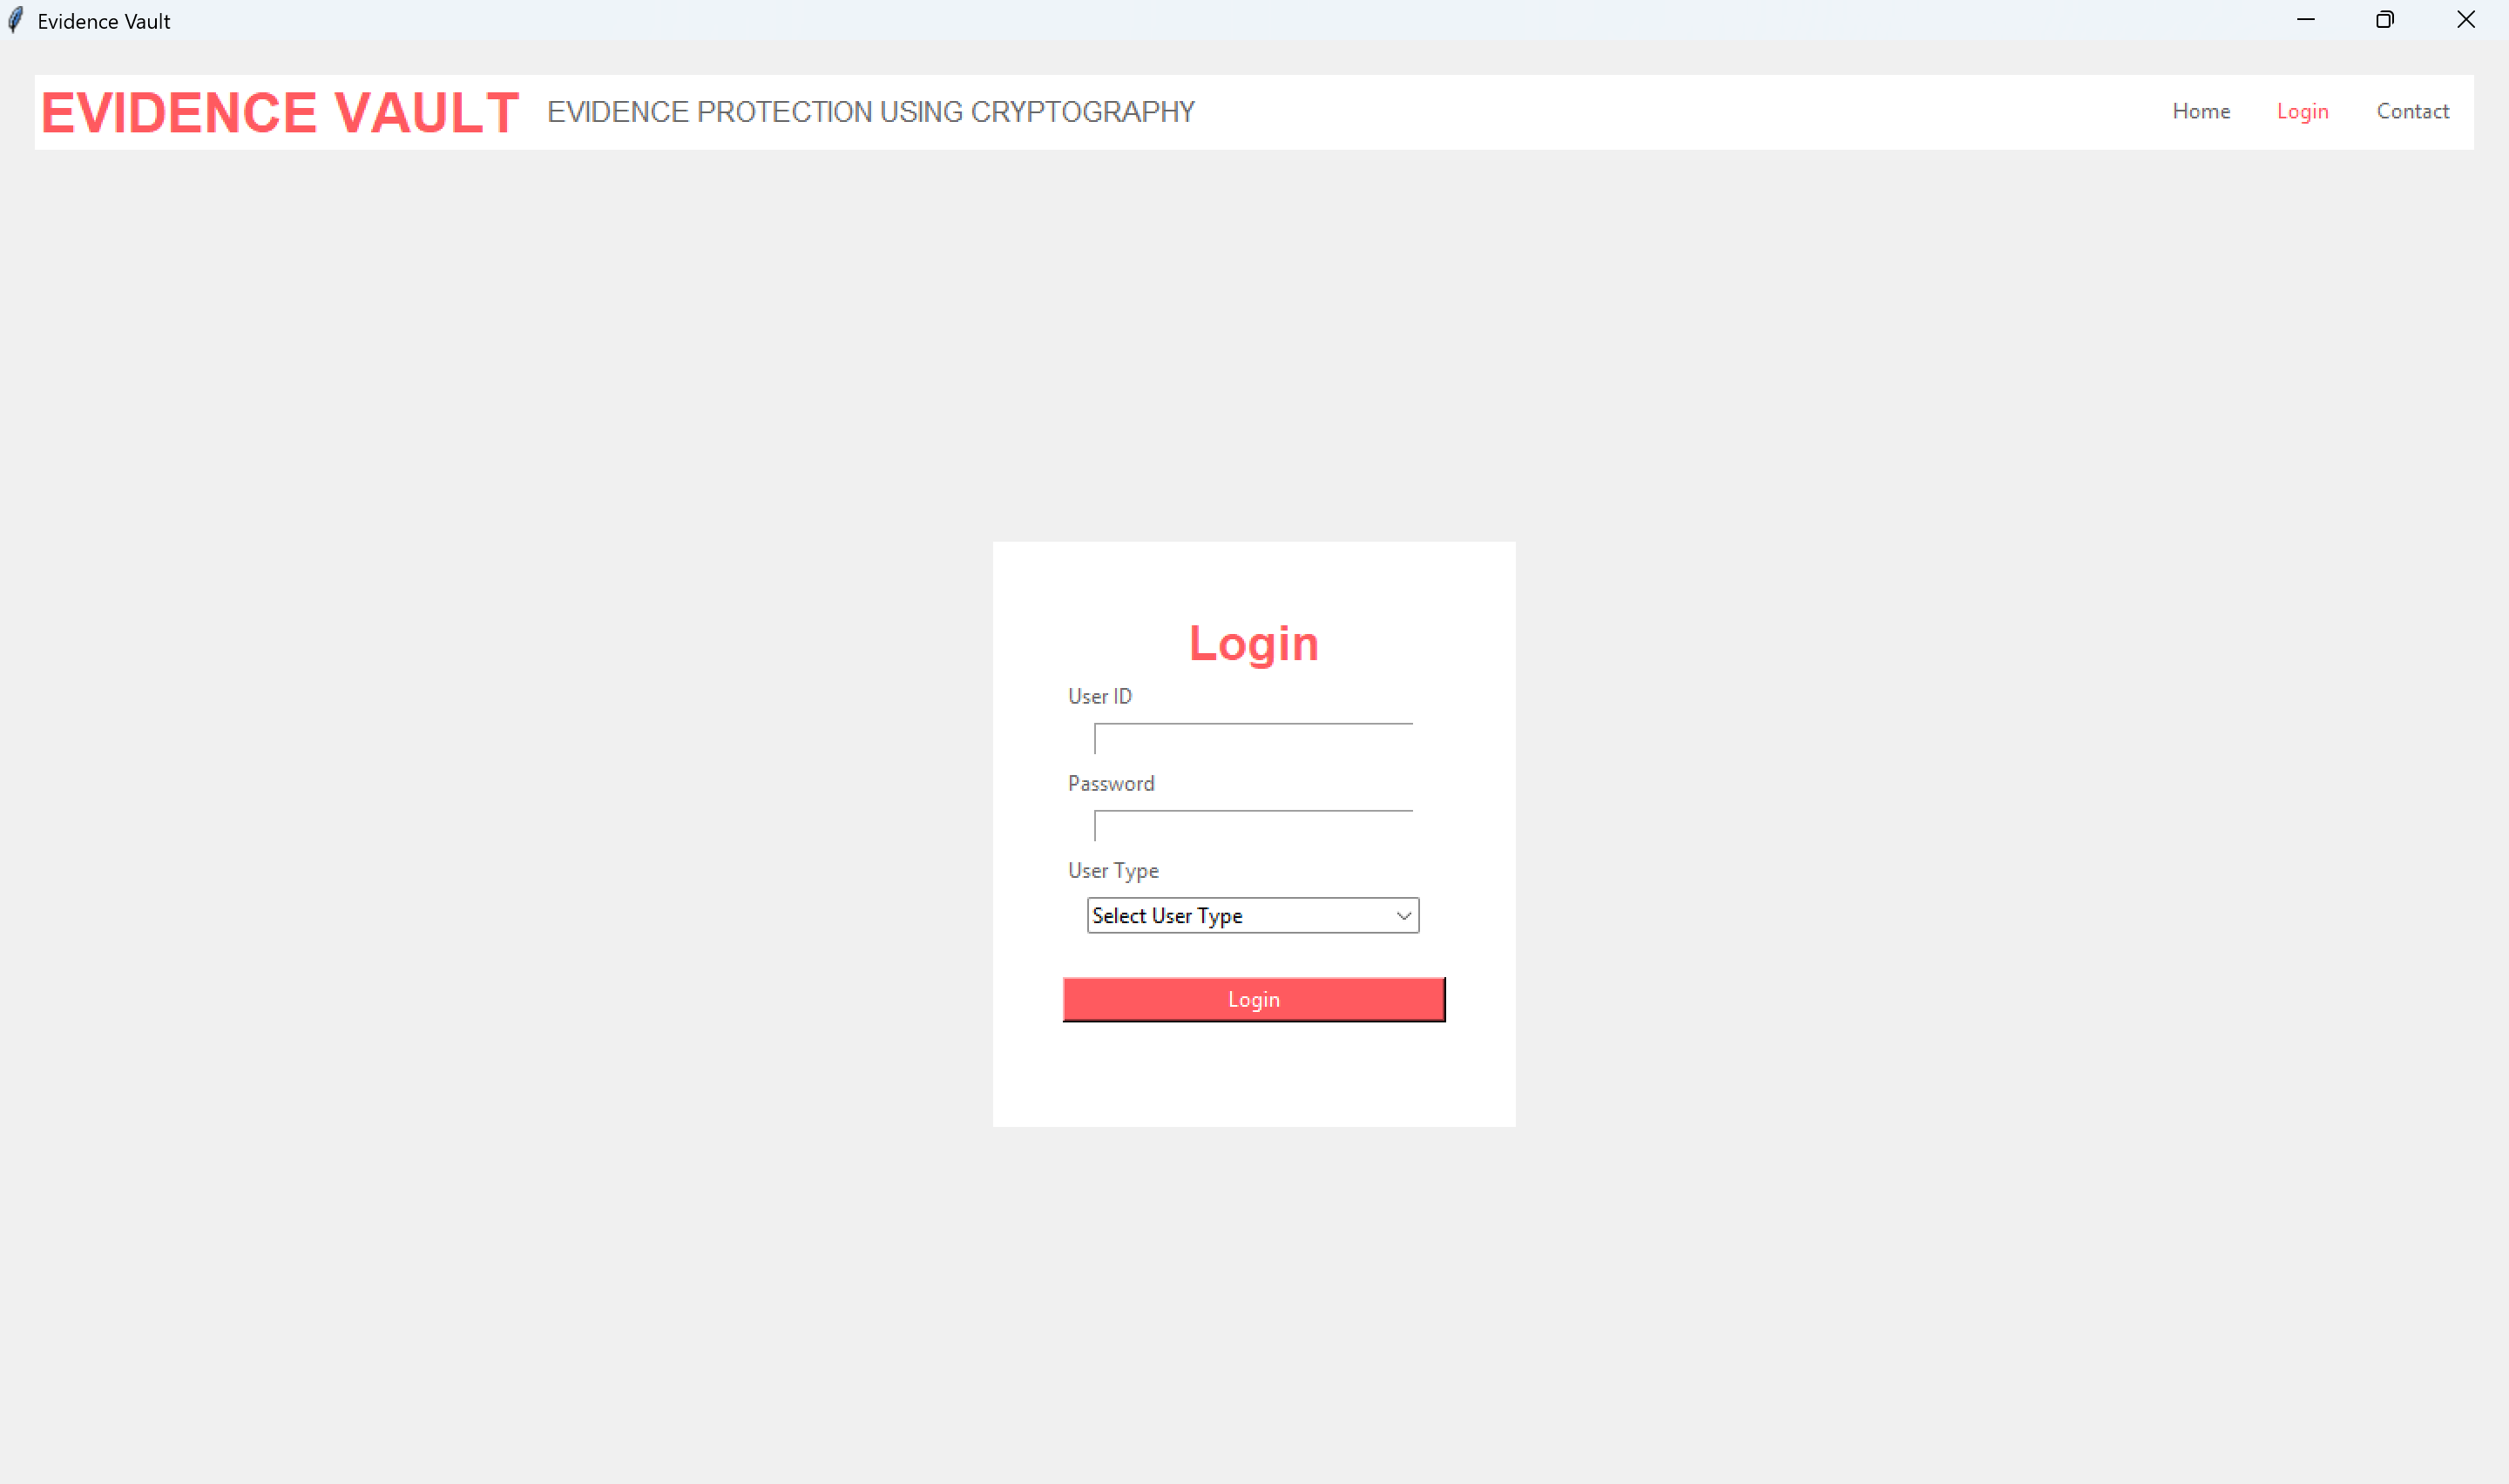 Evidence Vault
EVIDENCE VAULT EVIDENCE PROTECTION USING CRYPTOGRAPHY Home Login Contact
Login
User ID
Password
User Type
Select User Type
Login